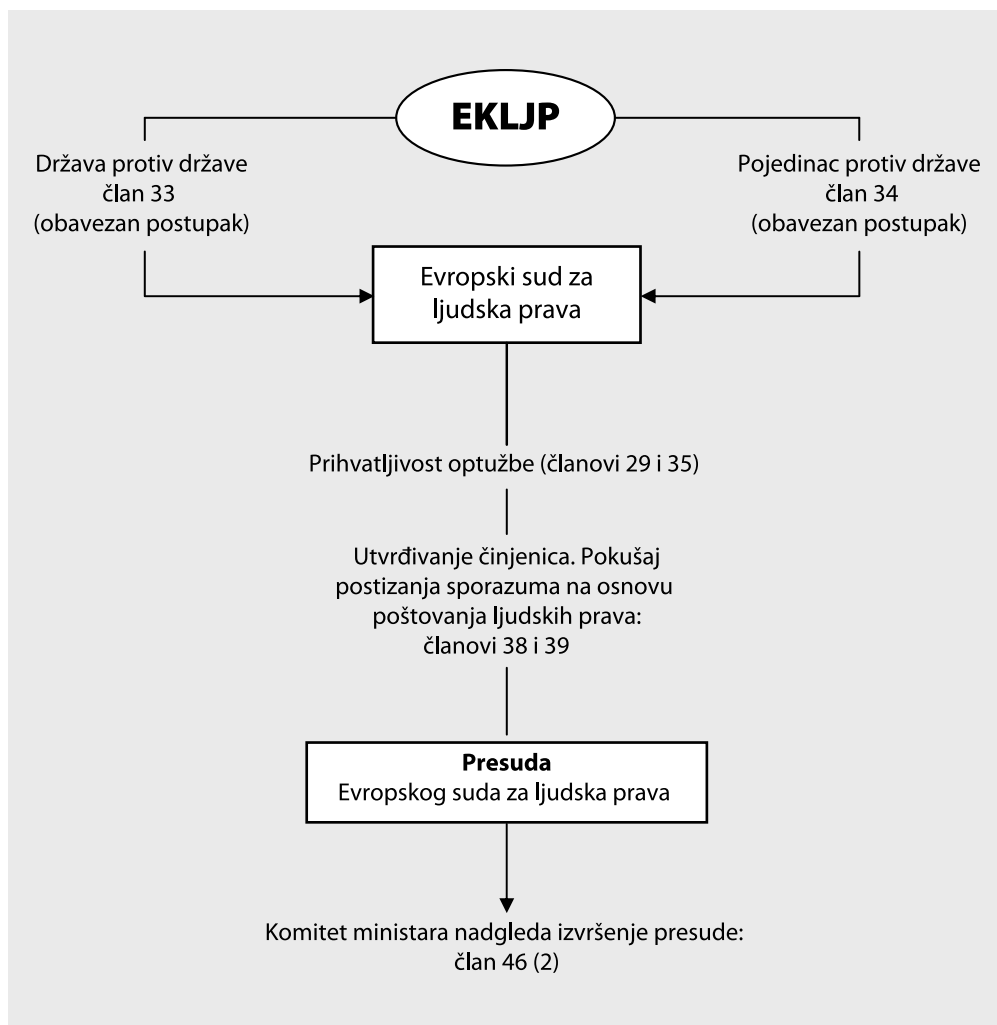 EKLJP
Država protiv države
član 33
(obavezan postupak)
Pojedinac protiv države
član 34
(obavezan postupak)
Evropski sud za
ljudska prava
Prihvatljivost optužbe (članovi 29 i 35)
Utvrđivanje činjenica. Pokušaj
postizanja sporazuma na osnovu
poštovanja ljudskih prava:
članovi 38 i 39
Presuda
Evropskog suda za ljudska prava
Komitet ministara nadgleda izvršenje presude:
član 46 (2)